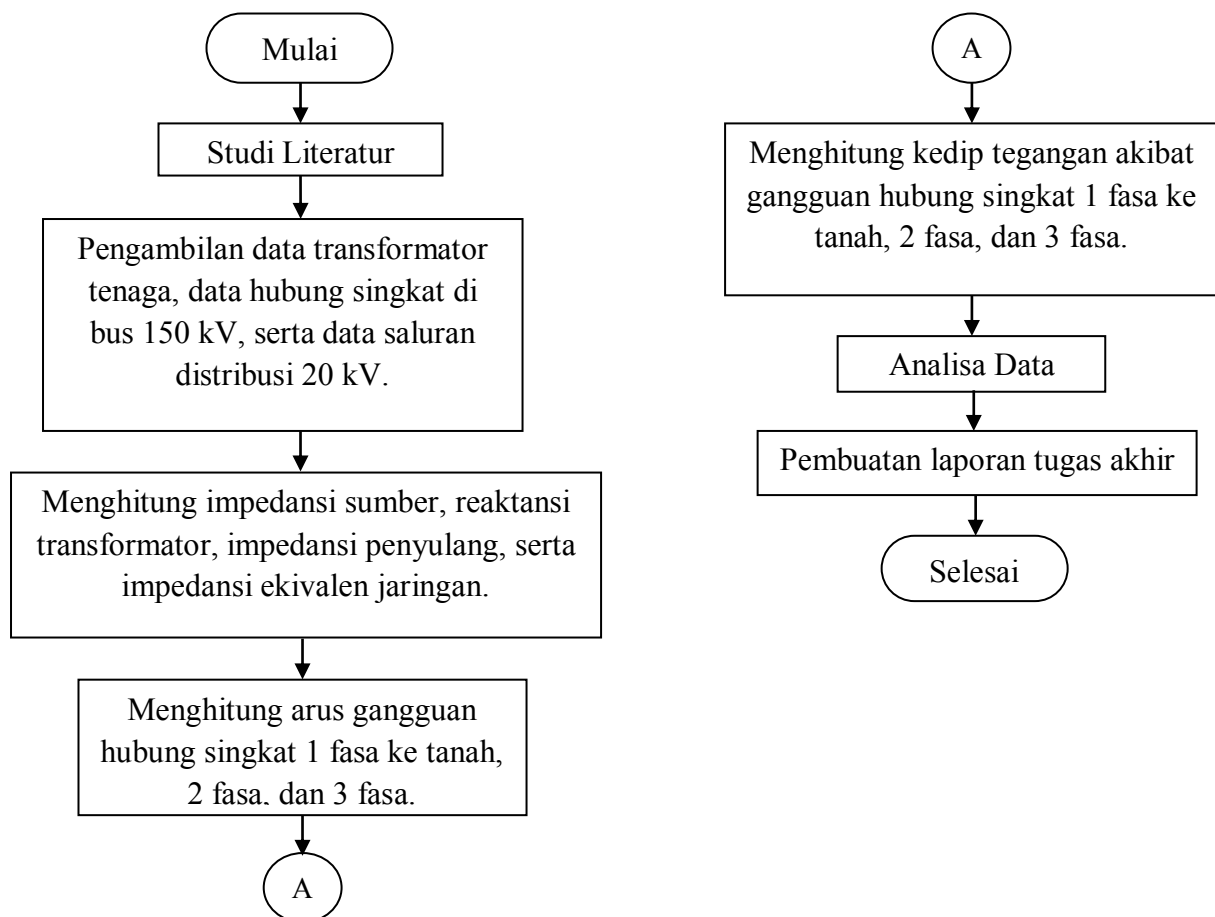 Mulai
Studi Literatur
Pengambilan data transformator
tenaga, data hubung singkat di
bus 150 kV, serta data saluran
distribusi 20 kV.
Menghitung impedansi sumber, reaktansi
transformator, impedansi penyulang, serta
impedansi ekivalen jaringan.
Menghitung arus gangguan
hubung singkat 1 fasa ke tanah,
2 fasa, dan 3 fasa.
A
A
Menghitung kedip tegangan akibat
gangguan hubung singkat 1 fasa ke
tanah, 2 fasa, dan 3 fasa.
Analisa Data
Pembuatan laporan tugas akhir
Selesai